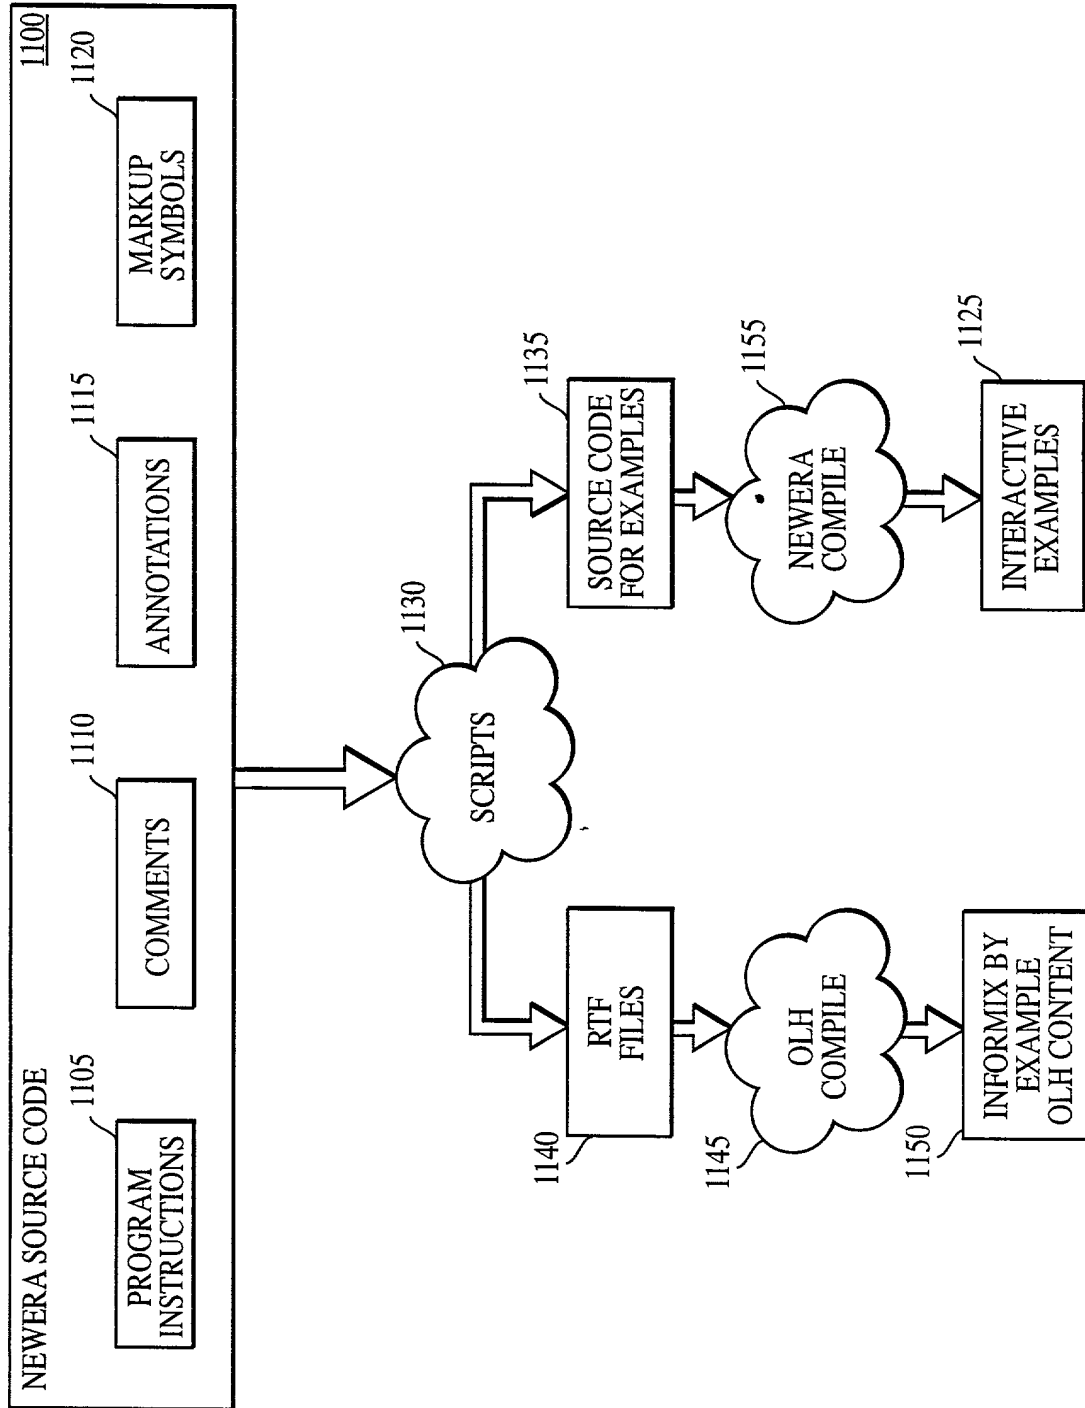 NEWERA SOURCE CODE
1100
1105
PROGRAM
INSTRUCTIONS
1110
COMMENTS
1115
ANNOTATIONS
1120
MARKUP
SYMBOLS
1130
SCRIPTS
1140
RTF
FILES
1135
SOURCE CODE
FOR EXAMPLES
1145
OLH
COMPILE
1155
NEWERA
COMPILE
1150
INFORMIX BY
EXAMPLE
OLH CONTENT
1125
INTERACTIVE
EXAMPLES